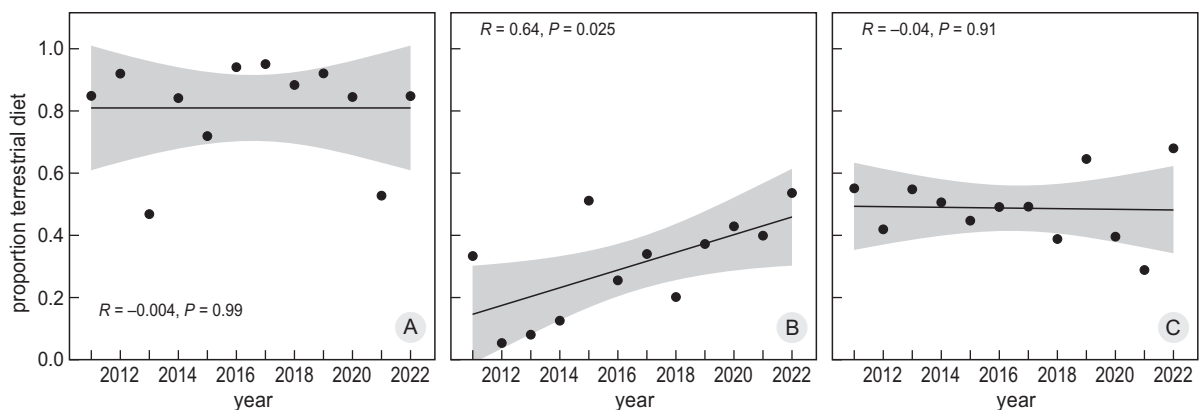 R = 0.64, P = 0.025
R = –0.04, P = 0.91
1.0
0.8
0.6
0.4
0.2
0.0
proportion terrestrial diet
R = –0.004, P = 0.99
A
B
C
2012 2014 2016 2018 2020 2022
2012 2014 2016 2018 2020 2022
2012 2014 2016 2018 2020 2022
year
year
year